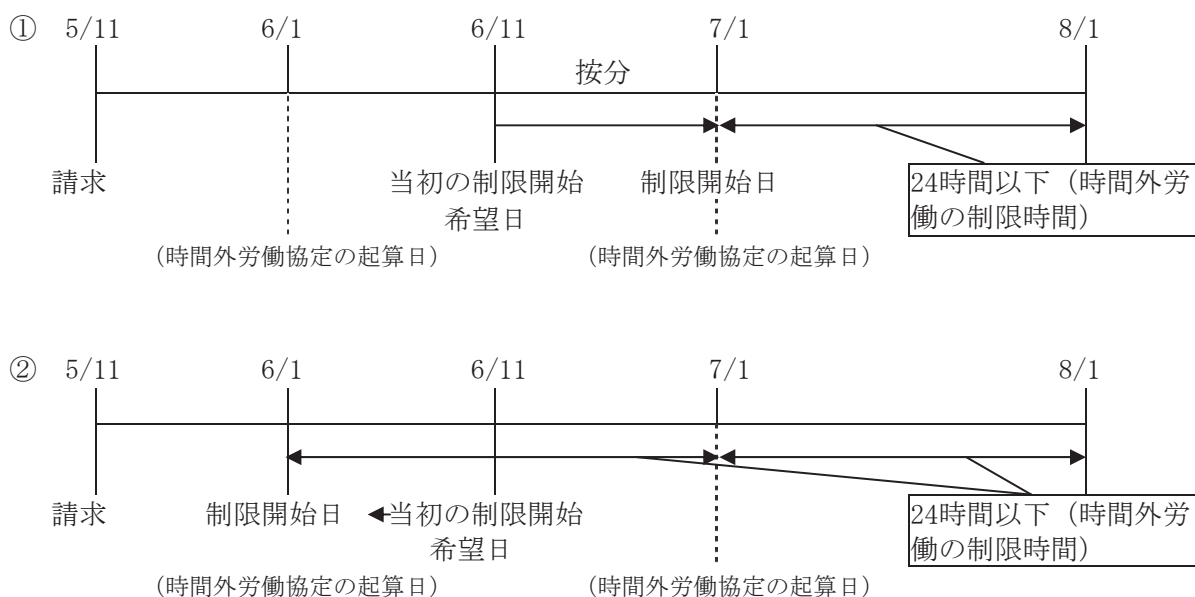 ① 5/11 6/1 6/11 7/1 8/1
按分
請求 当初の制限開始 制限開始日 24時間以下（時間外労
希望日 働の制限時間）
（時間外労働協定の起算日） （時間外労働協定の起算日）
② 5/11 6/1 6/11 7/1 8/1
請求 制限開始日 当初の制限開始 24時間以下（時間外労
希望日 働の制限時間）
（時間外労働協定の起算日） （時間外労働協定の起算日）